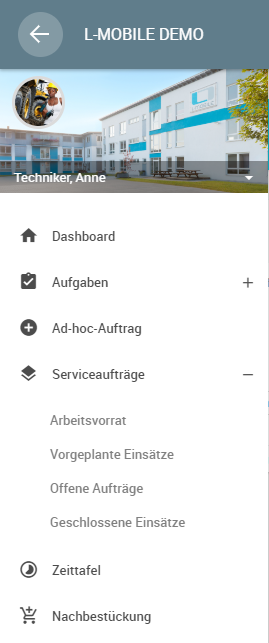 L-MOBILE DEMO
Techniker, Anne
Dashboard
Aufgaben
Ad-hoc-Auftrag
Serviceaufträge
Arbeitsvorrat
Vorgeplante Einsätze
Offene Aufträge
Geschlossene Einsätze
Zeittafel
Nachbestückung